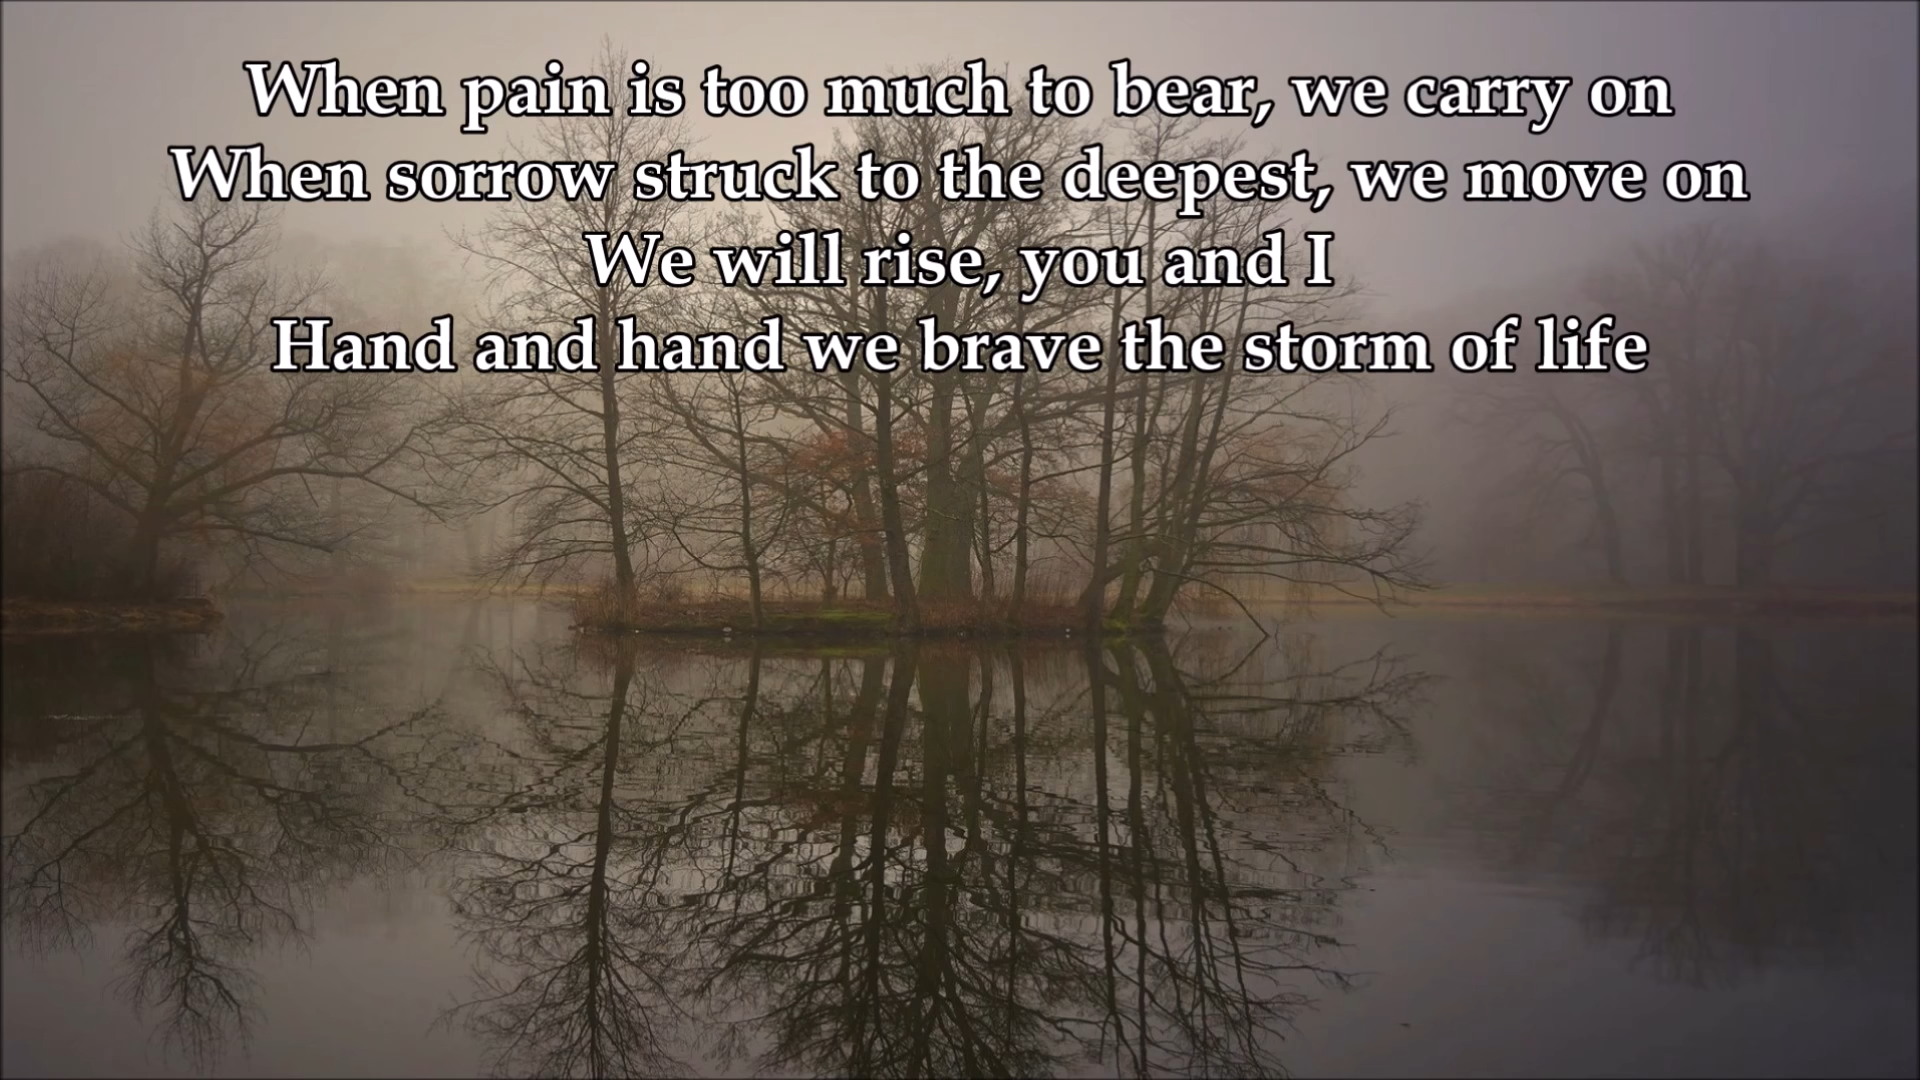 When pain is too much to bear, we carry on
When sorrow struck to the deepest, we move on
We will rise, you and I
Hand and hand we brave the storm of life